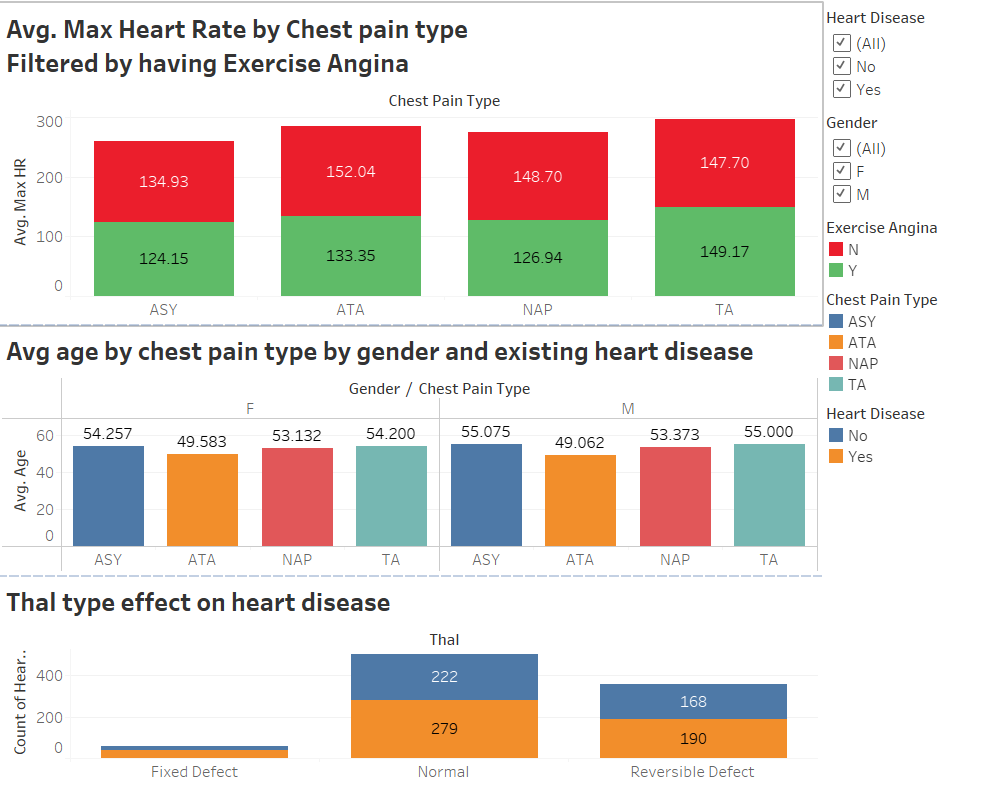 Avg. Max Heart Rate by Chest pain type
Filtered by having Exercise Angina
Chest Pain Type
Avg. Max HR
300
200
100
0
134.93
152.04
148.70
147.70
124.15
133.35
126.94
149.17
ASY
ATA
NAP
TA
Avg age by chest pain type by gender and existing heart disease
Gender / Chest Pain Type
F
M
Avg. Age
60
40
20
0
54.257
49.583
53.132
54.200
55.075
49.062
53.373
55.000
ASY
ATA
NAP
TA
ASY
ATA
NAP
TA
Thal type effect on heart disease
Thal
Count of Hear..
400
200
0
222
168
279
190
Fixed Defect
Normal
Reversible Defect
Heart Disease
(All)
No
Yes
Gender
(All)
F
M
Exercise Angina
N
Y
Chest Pain Type
ASY
ATA
NAP
TA
Heart Disease
No
Yes